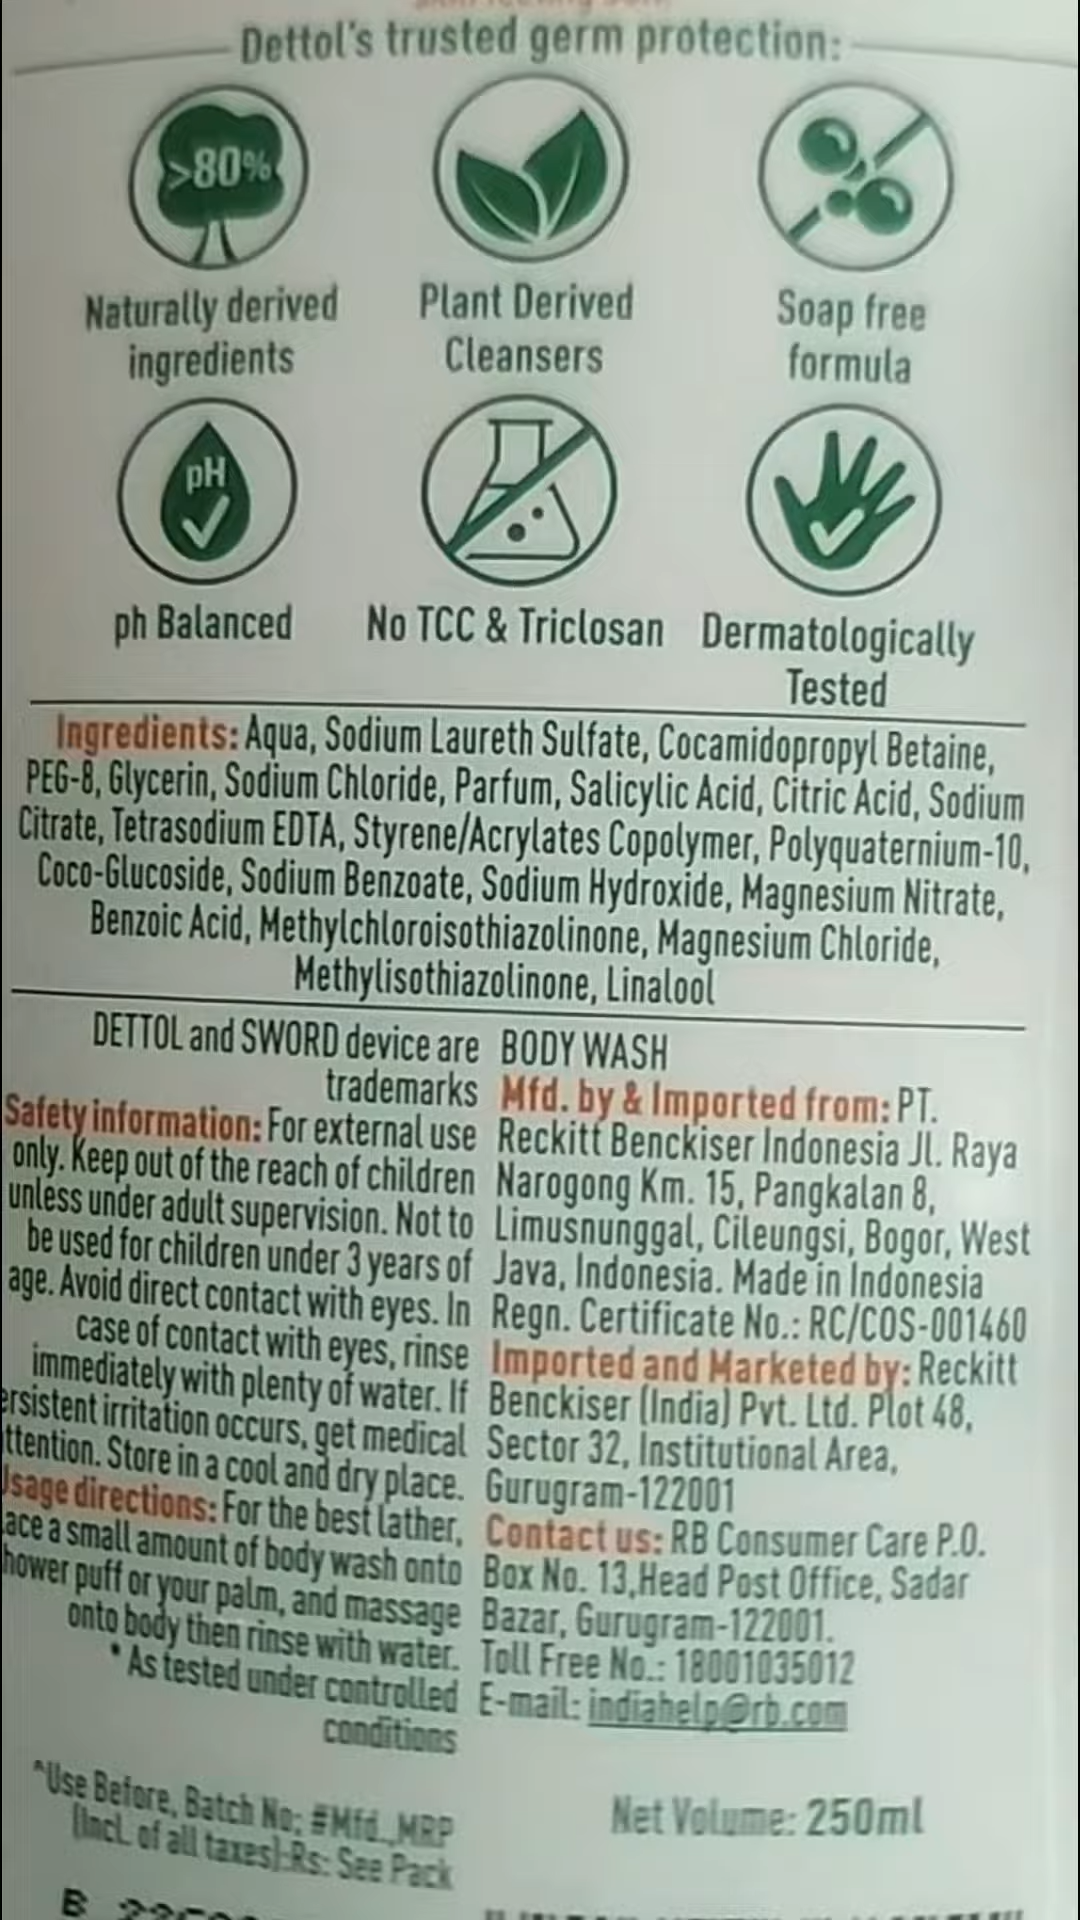 Dettol's trusted germ protection:
>80%
Naturally derived
ingredients
Plant Derived
Cleansers
Soap free
formula
pH
ph Balanced
No TCC & Triclosan
Dermatologically
Tested
Ingredients: Aqua, Sodium Laureth Sulfate, Cocamidopropyl Betaine,
PEG-8, Glycerin, Sodium Chloride, Parfum, Salicylic Acid, Citric Acid, Sodium
Citrate, Tetrasodium EDTA, Styrene/Acrylates Copolymer, Polyquaternium-10,
Coco-Glucoside, Sodium Benzoate, Sodium Hydroxide, Magnesium Nitrate,
Benzoic Acid, Methylchloroisothiazolinone, Magnesium Chloride,
Methylisothiazolinone, Linalool
DETTOL and SWORD device are
trademarks
Safety information: For external use
only. Keep out of the reach of children
unless under adult supervision. Not to
be used for children under 3 years of
age. Avoid direct contact with eyes. In
case of contact with eyes, rinse
immediately with plenty of water. If
ersistent irritation occurs, get medical
ttention. Store in a cool and dry place.
Usage directions: For the best lather,
ace a small amount of body wash onto
hower puff or your palm, and massage
onto body then rinse with water.
* As tested under controlled
conditions
^Use Before, Batch No; #Mfd.,MRP
(Incl. of all taxes):Rs: See Pack
BODY WASH
Mfd. by & Imported from: PT.
Reckitt Benckiser Indonesia Jl. Raya
Narogong Km. 15, Pangkalan 8,
Limusnunggal, Cileungsi, Bogor, West
Java, Indonesia. Made in Indonesia
Regn. Certificate No.: RC/COS-001460
Imported and Marketed by: Reckitt
Benckiser (India) Pvt. Ltd. Plot 48,
Sector 32, Institutional Area,
Gurugram-122001
Contact us: RB Consumer Care P.O.
Box No. 13,Head Post Office, Sadar
Bazar, Gurugram-122001.
Toll Free No.: 18001035012
E-mail: indiahelp@rb.com
Net Volume: 250ml